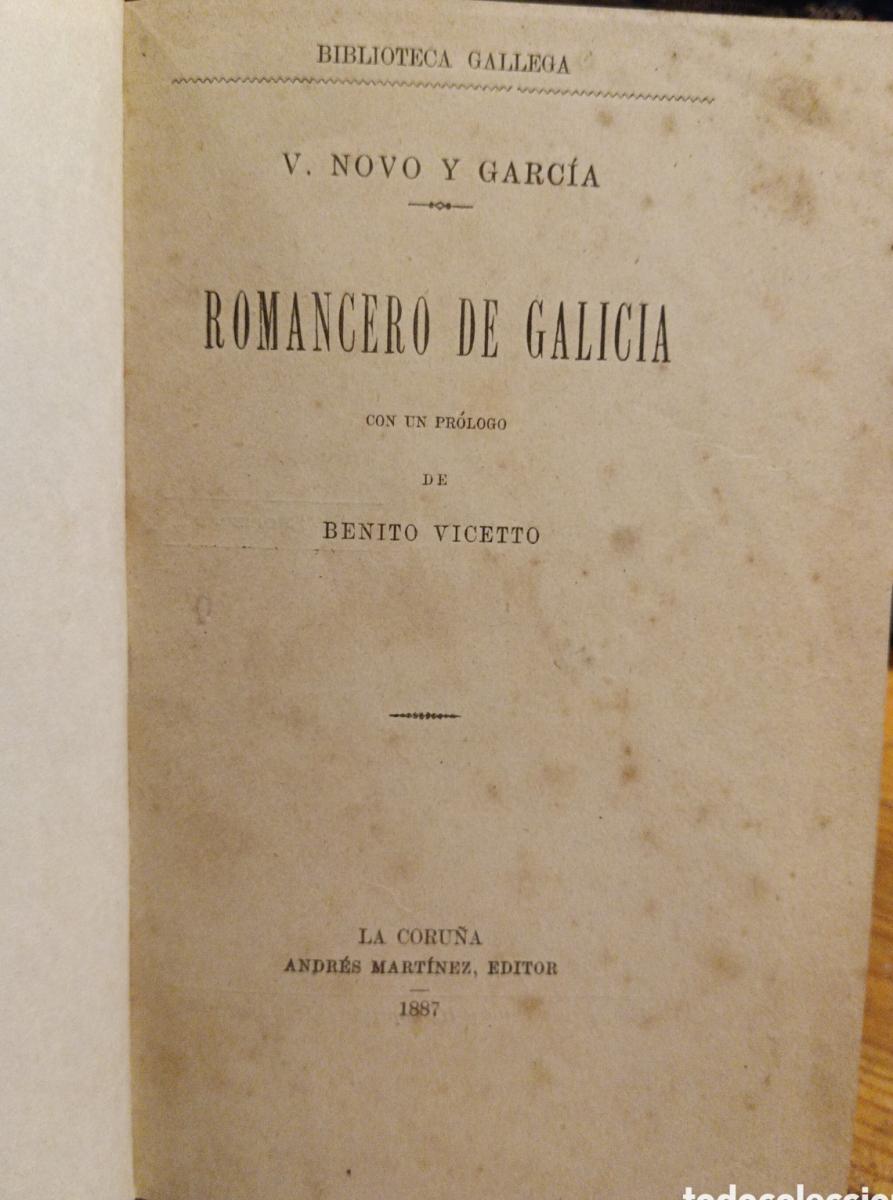 BIBLIOTECA GALLEGA
V. NOVO Y GARCÍA
ROMANCERO DE GALICIA
CON UN PRÓLOGO
DE
BENITO VICETTO
LA CORUÑA
ANDRÉS MARTÍNEZ, EDITOR
1887